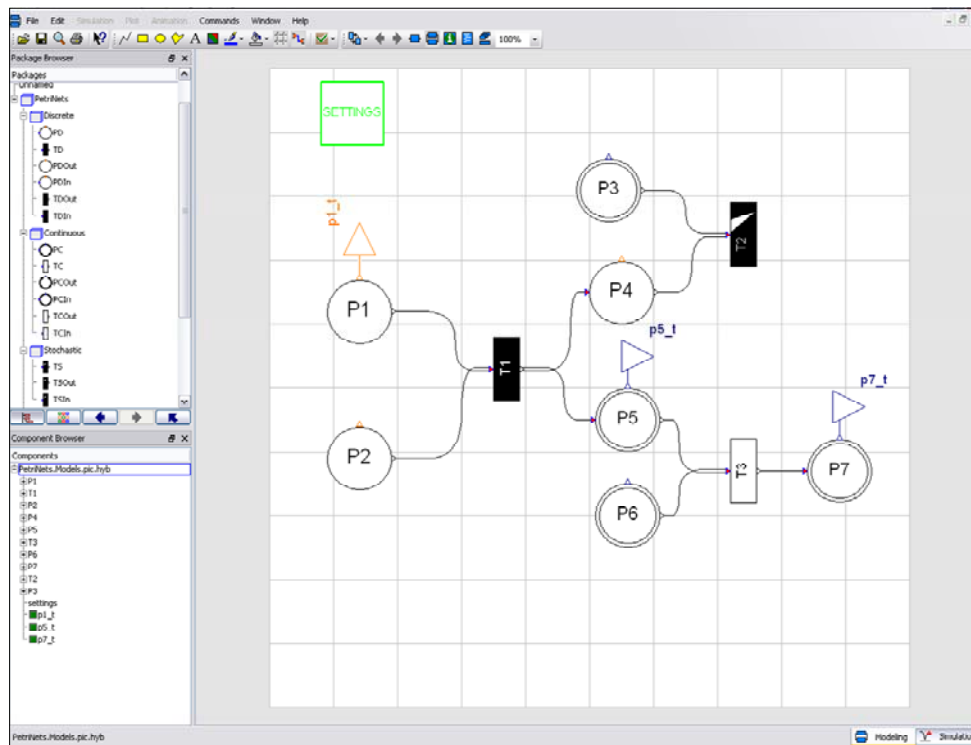 File Edit Simulation Plot Animation Commands Window Help
100%
Package Browser
Packages
Unnamed
PetriNets
Discrete
PD
TD
PDOut
PDIn
TDOut
TDIn
Continuous
PC
TC
PCOut
PCIn
TCOut
TCIn
Stochastic
TS
TSOut
TSIn
Component Browser
Components
PetriNets.Models.pic.hyb
P1
T1
P2
P4
P5
T3
P6
P7
T2
P3
settings
p1_t
p5_t
p7_t
SETTINGS
p1_t
P1
P2
T1
P3
P4
T2
p5_t
P5
P6
T3
p7_t
P7
PetriNets.Models.pic.hyb
Modeling Simulatio